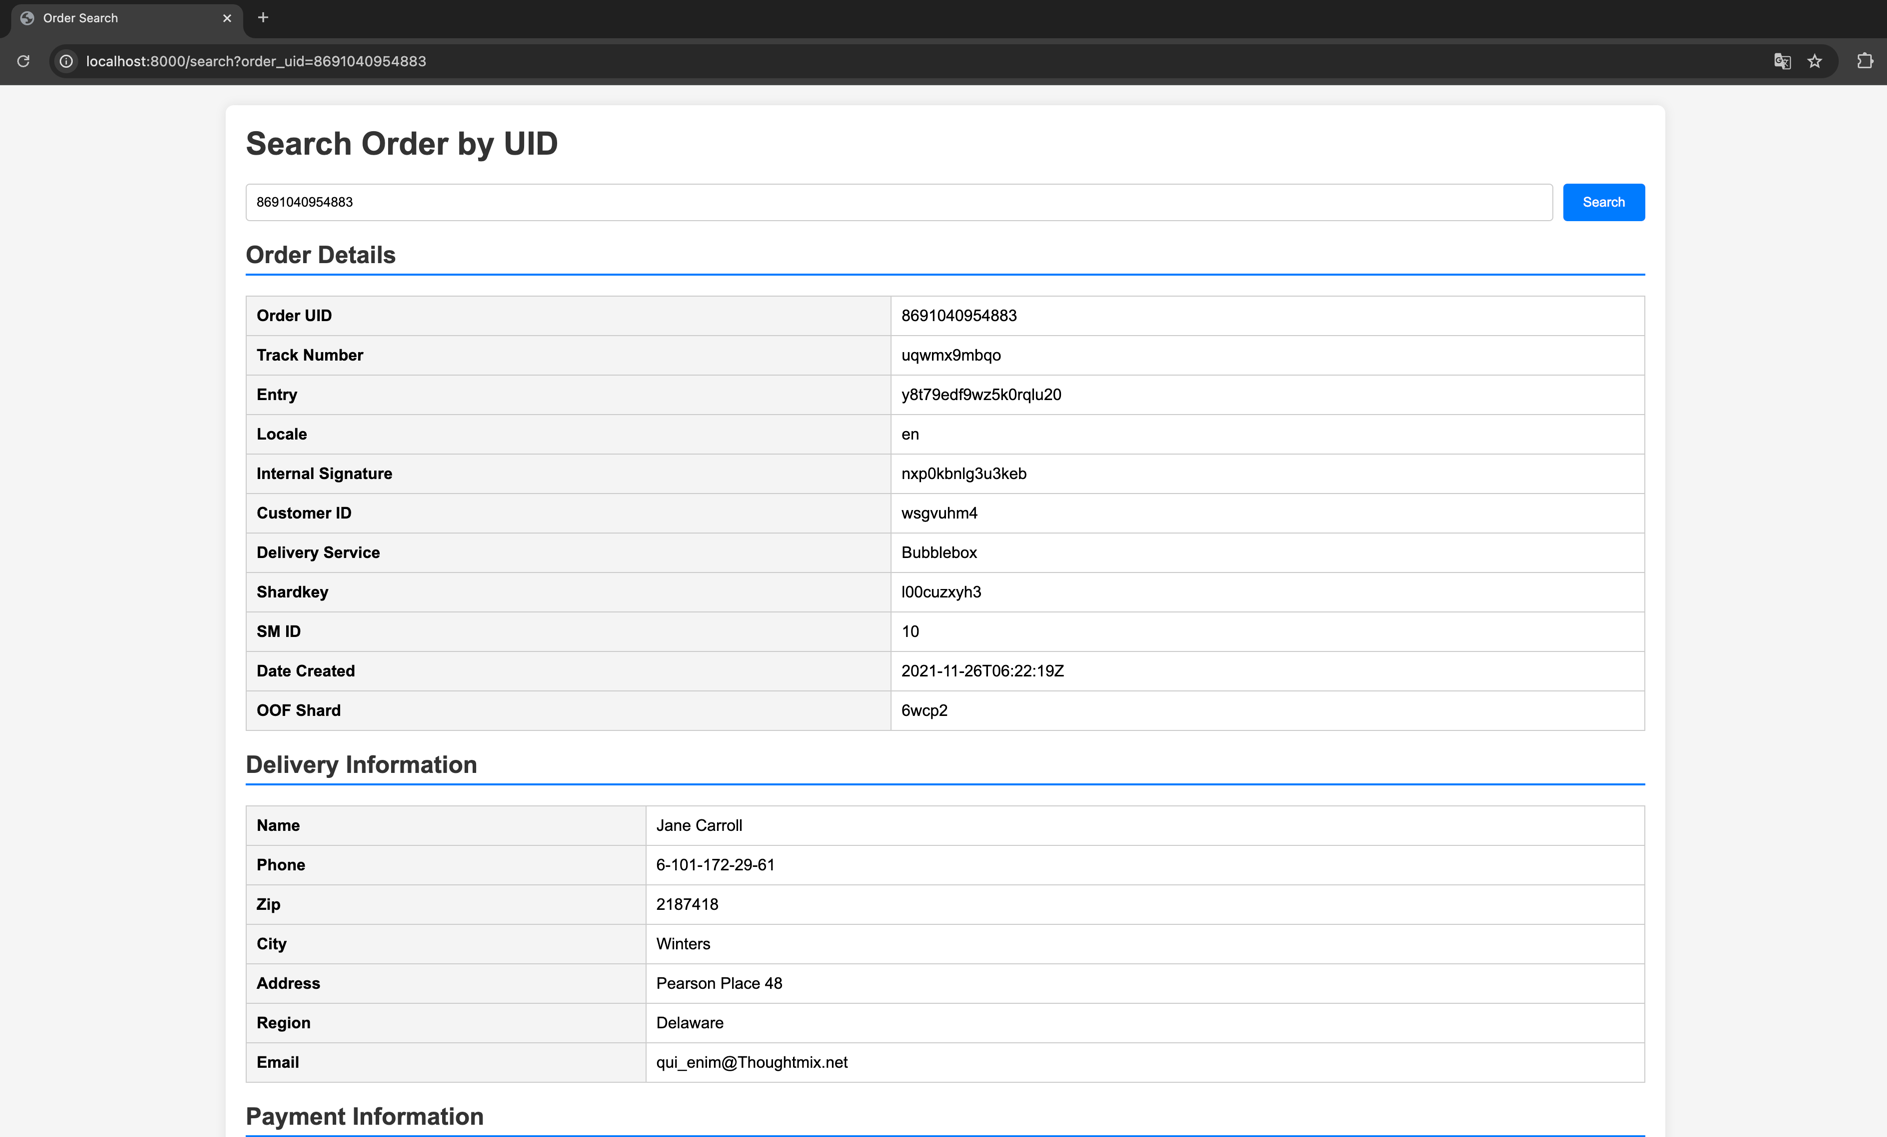 Order Search
localhost:8000/search?order_uid=8691040954883
Search Order by UID
8691040954883 Search
Order Details
Order UID 8691040954883
Track Number uqwmx9mbqo
Entry y8t79edf9wz5k0rqlu20
Locale en
Internal Signature nxp0kbnlg3u3keb
Customer ID wsgvuhm4
Delivery Service Bubblebox
Shardkey l00cuzxyh3
SM ID 10
Date Created 2021-11-26T06:22:19Z
OOF Shard 6wcp2
Delivery Information
Name Jane Carroll
Phone 6-101-172-29-61
Zip 2187418
City Winters
Address Pearson Place 48
Region Delaware
Email qui_enim@Thoughtmix.net
Payment Information